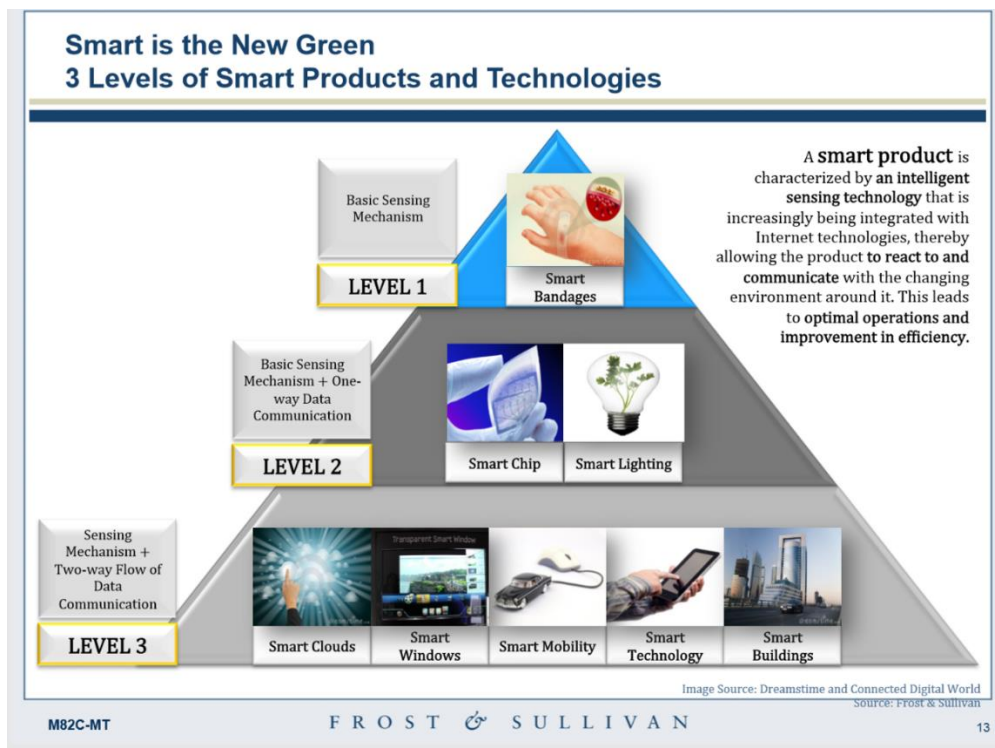 Smart is the New Green
3 Levels of Smart Products and Technologies
A smart product is
characterized by an intelligent
sensing technology that is
increasingly being integrated with
Internet technologies, thereby
allowing the product to react to and
communicate with the changing
environment around it. This leads
to optimal operations and
improvement in efficiency.
Basic Sensing
Mechanism
LEVEL 1
Smart
Bandages
Basic Sensing
Mechanism + One-
way Data
Communication
LEVEL 2
Smart Chip
Smart Lighting
Sensing
Mechanism +
Two-way Flow of
Data
Communication
LEVEL 3
Transparent Smart Window
Smart Clouds
Smart
Windows
Smart Mobility
Smart
Technology
Smart
Buildings
Image Source: Dreamstime and Connected Digital World
Source: Frost & Sullivan
M82C-MT
FROST & SULLIVAN
13